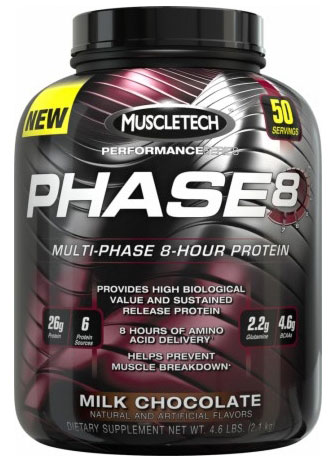 NEW
MUSCLETECH
50
SERVINGS
PERFORMANCE SERIES
PHASE8
MULTI-PHASE 8-HOUR PROTEIN
PROVIDES HIGH BIOLOGICAL
VALUE AND SUSTAINED
RELEASE PROTEIN
26g
Protein
6
Protein
Sources
8 HOURS OF AMINO
ACID DELIVERY
2.2g
Glutamine
4.6g
BCAAs
HELPS PREVENT
MUSCLE BREAKDOWN
MILK CHOCOLATE
NATURAL AND ARTIFICIAL FLAVORS
DIETARY SUPPLEMENT NET WT. 4.6 LBS. (2.1 kg)